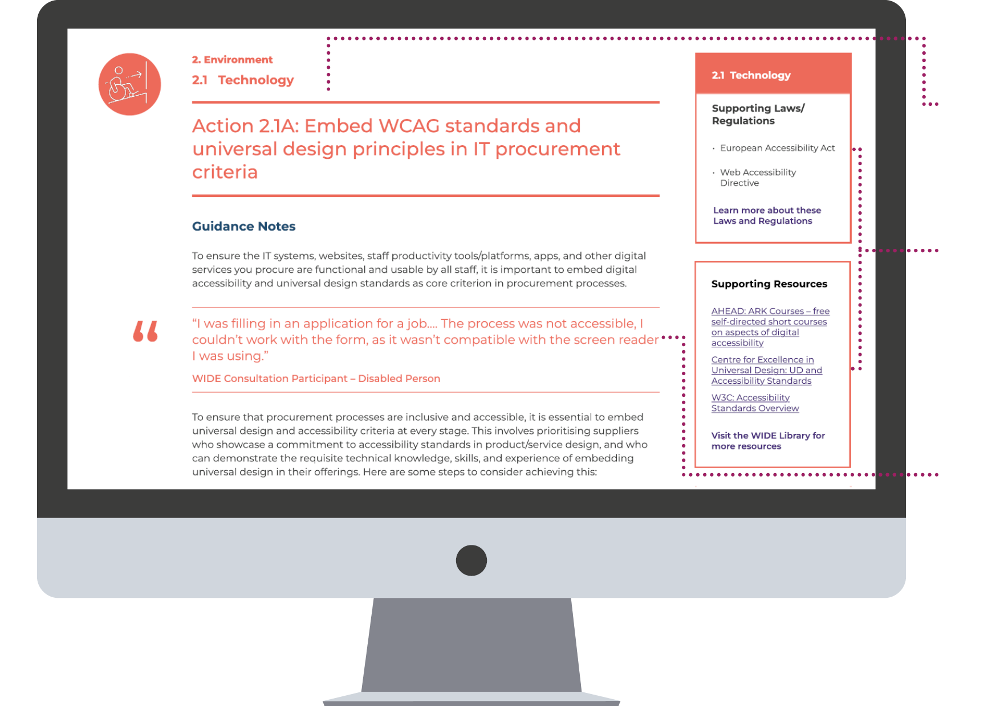 2. Environment
2.1 Technology
Action 2.1A: Embed WCAG standards and
universal design principles in IT procurement
criteria
Guidance Notes
To ensure the IT systems, websites, staff productivity tools/platforms, apps, and other digital
services you procure are functional and usable by all staff, it is important to embed digital
accessibility and universal design standards as core criterion in procurement processes.
“
“I was filling in an application for a job.... The process was not accessible, I
couldn’t work with the form, as it wasn’t compatible with the screen reader
I was using.”
WIDE Consultation Participant – Disabled Person
To ensure that procurement processes are inclusive and accessible, it is essential to embed
universal design and accessibility criteria at every stage. This involves prioritising suppliers
who showcase a commitment to accessibility standards in product/service design, and who
can demonstrate the requisite technical knowledge, skills, and experience of embedding
universal design in their offerings. Here are some steps to consider achieving this:
2.1 Technology
Supporting Laws/
Regulations
• European Accessibility Act
• Web Accessibility
Directive
Learn more about these
Laws and Regulations
Supporting Resources
AHEAD: ARK Courses – free
self-directed short courses
on aspects of digital
accessibility
Centre for Excellence in
Universal Design: UD and
Accessibility Standards
W3C: Accessibility
Standards Overview
Visit the WIDE Library for
more resources